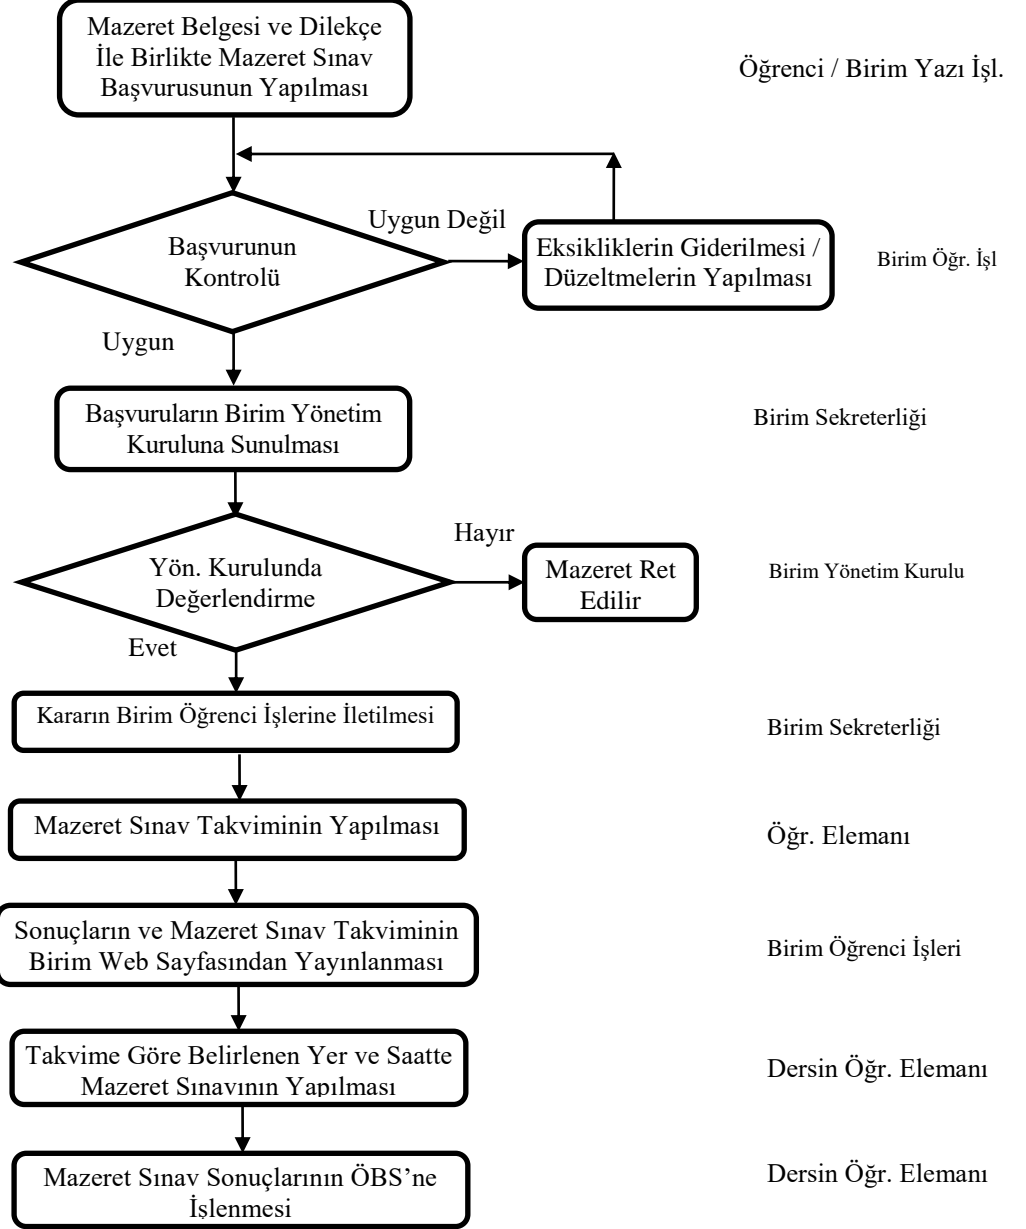 Mazeret Belgesi ve Dilekçe
İle Birlikte Mazeret Sınav
Başvurusunun Yapılması
Öğrenci / Birim Yazı İşl.
Uygun Değil
Başvurunun
Kontrolü
Eksikliklerin Giderilmesi /
Düzeltmelerin Yapılması
Birim Öğr. İşl
Uygun
Başvuruların Birim Yönetim
Kuruluna Sunulması
Birim Sekreterliği
Hayır
Yön. Kurulunda
Değerlendirme
Mazeret Ret
Edilir
Birim Yönetim Kurulu
Evet
Kararın Birim Öğrenci İşlerine İletilmesi
Birim Sekreterliği
Mazeret Sınav Takviminin Yapılması
Öğr. Elemanı
Sonuçların ve Mazeret Sınav Takviminin
Birim Web Sayfasından Yayınlanması
Birim Öğrenci İşleri
Takvime Göre Belirlenen Yer ve Saatte
Mazeret Sınavının Yapılması
Dersin Öğr. Elemanı
Mazeret Sınav Sonuçlarının ÖBS’ne
İşlenmesi
Dersin Öğr. Elemanı